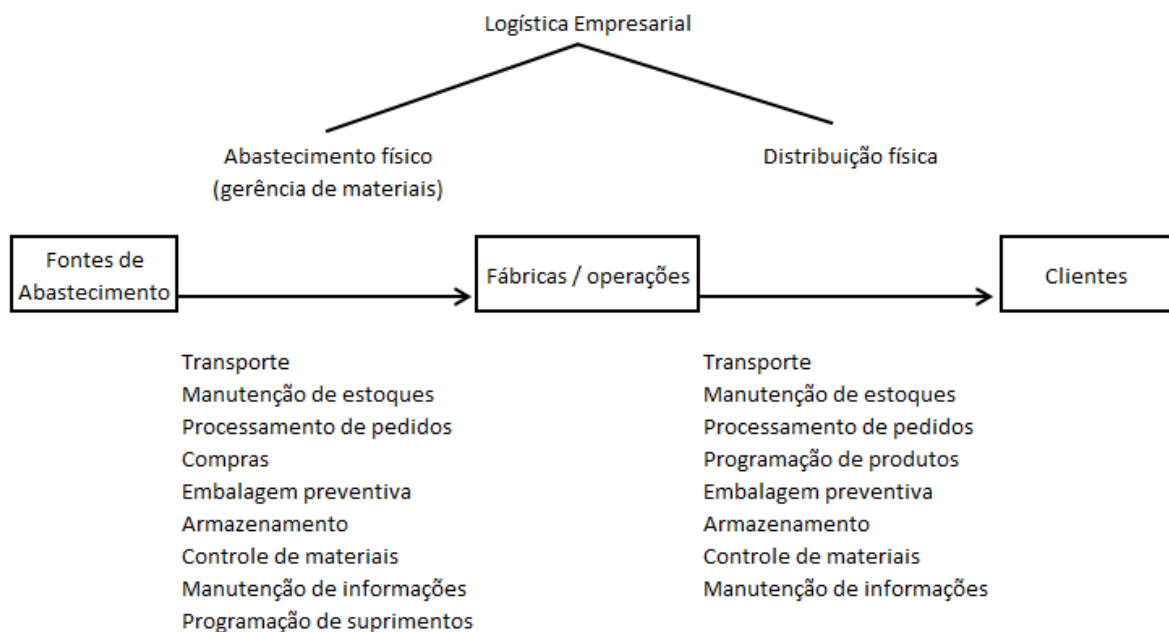 Logística Empresarial
Abastecimento físico
(gerência de materiais)
Distribuição física
Fontes de
Abastecimento
Fábricas / operações
Clientes
Transporte
Manutenção de estoques
Processamento de pedidos
Compras
Embalagem preventiva
Armazenamento
Controle de materiais
Manutenção de informações
Programação de suprimentos
Transporte
Manutenção de estoques
Processamento de pedidos
Programação de produtos
Embalagem preventiva
Armazenamento
Controle de materiais
Manutenção de informações